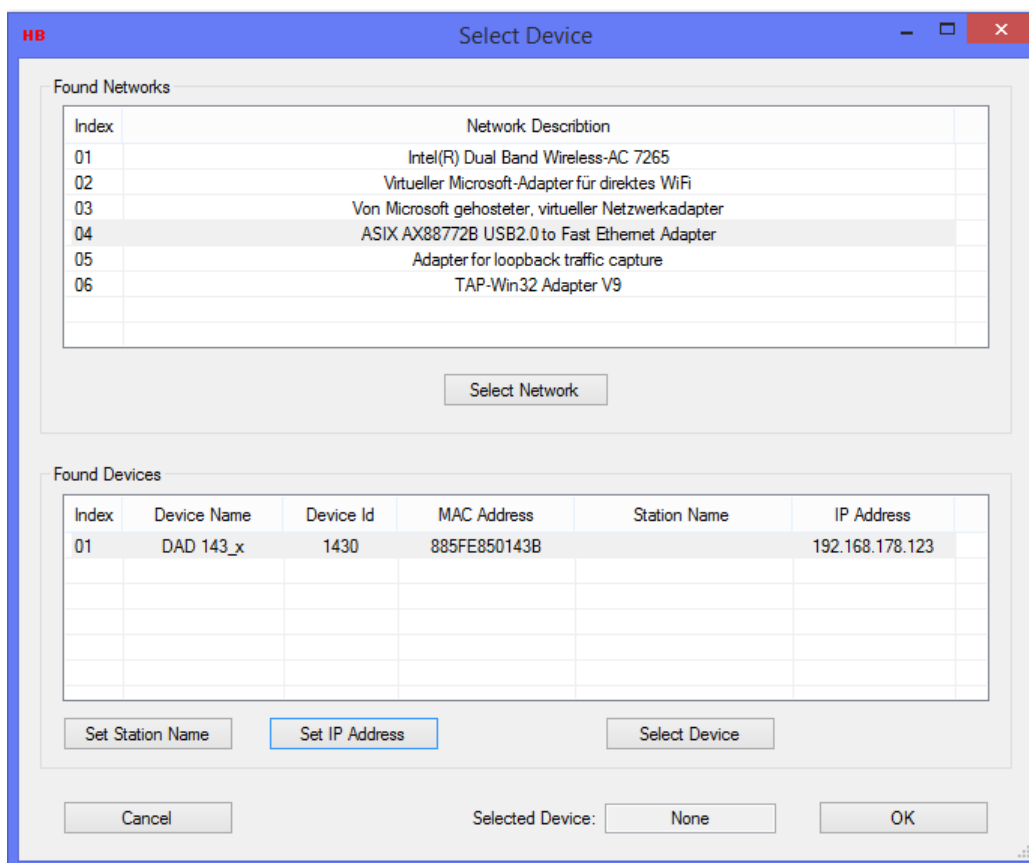 HB Select Device
Found Networks
Index Network Describtion
01 Intel(R) Dual Band Wireless-AC 7265
02 Virtueller Microsoft-Adapter für direktes WiFi
03 Von Microsoft gehosteter, virtueller Netzwerkadapter
04 ASIX AX88772B USB2.0 to Fast Ethernet Adapter
05 Adapter for loopback traffic capture
06 TAP-Win32 Adapter V9
Select Network
Found Devices
Index Device Name Device Id MAC Address Station Name IP Address
01 DAD 143_x 1430 885FE850143B 192.168.178.123
Set Station Name Set IP Address Select Device
Cancel Selected Device: None OK